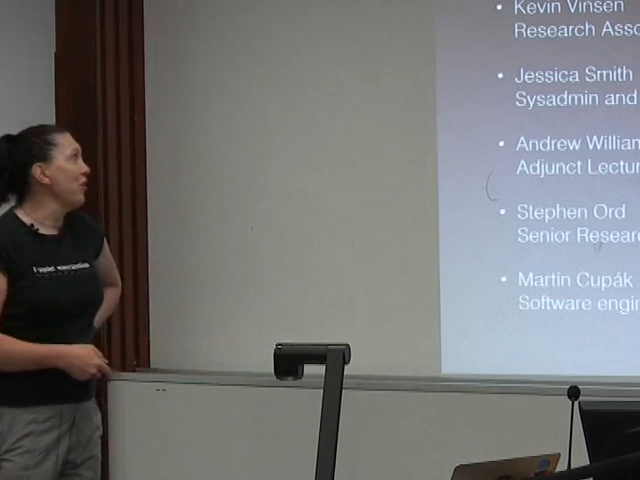 • Kevin Vinsen
Research Asso
• Jessica Smith
Sysadmin and
• Andrew William
Adjunct Lectur
• Stephen Ord
Senior Resear
• Martin Cupák
Software engin